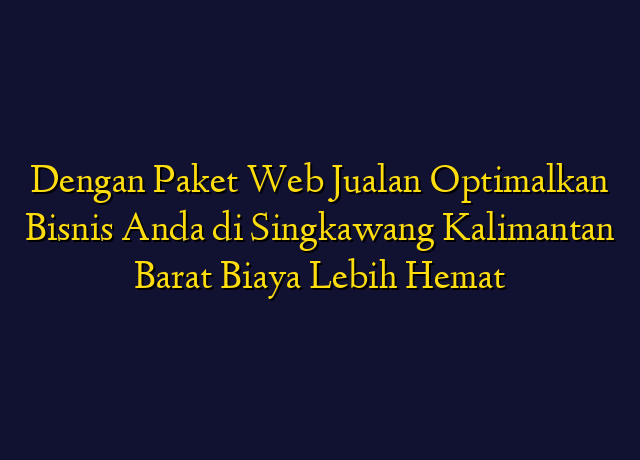 Dengan Paket Web Jualan Optimalkan
Bisnis Anda di Singkawang Kalimantan
Barat Biaya Lebih Hemat